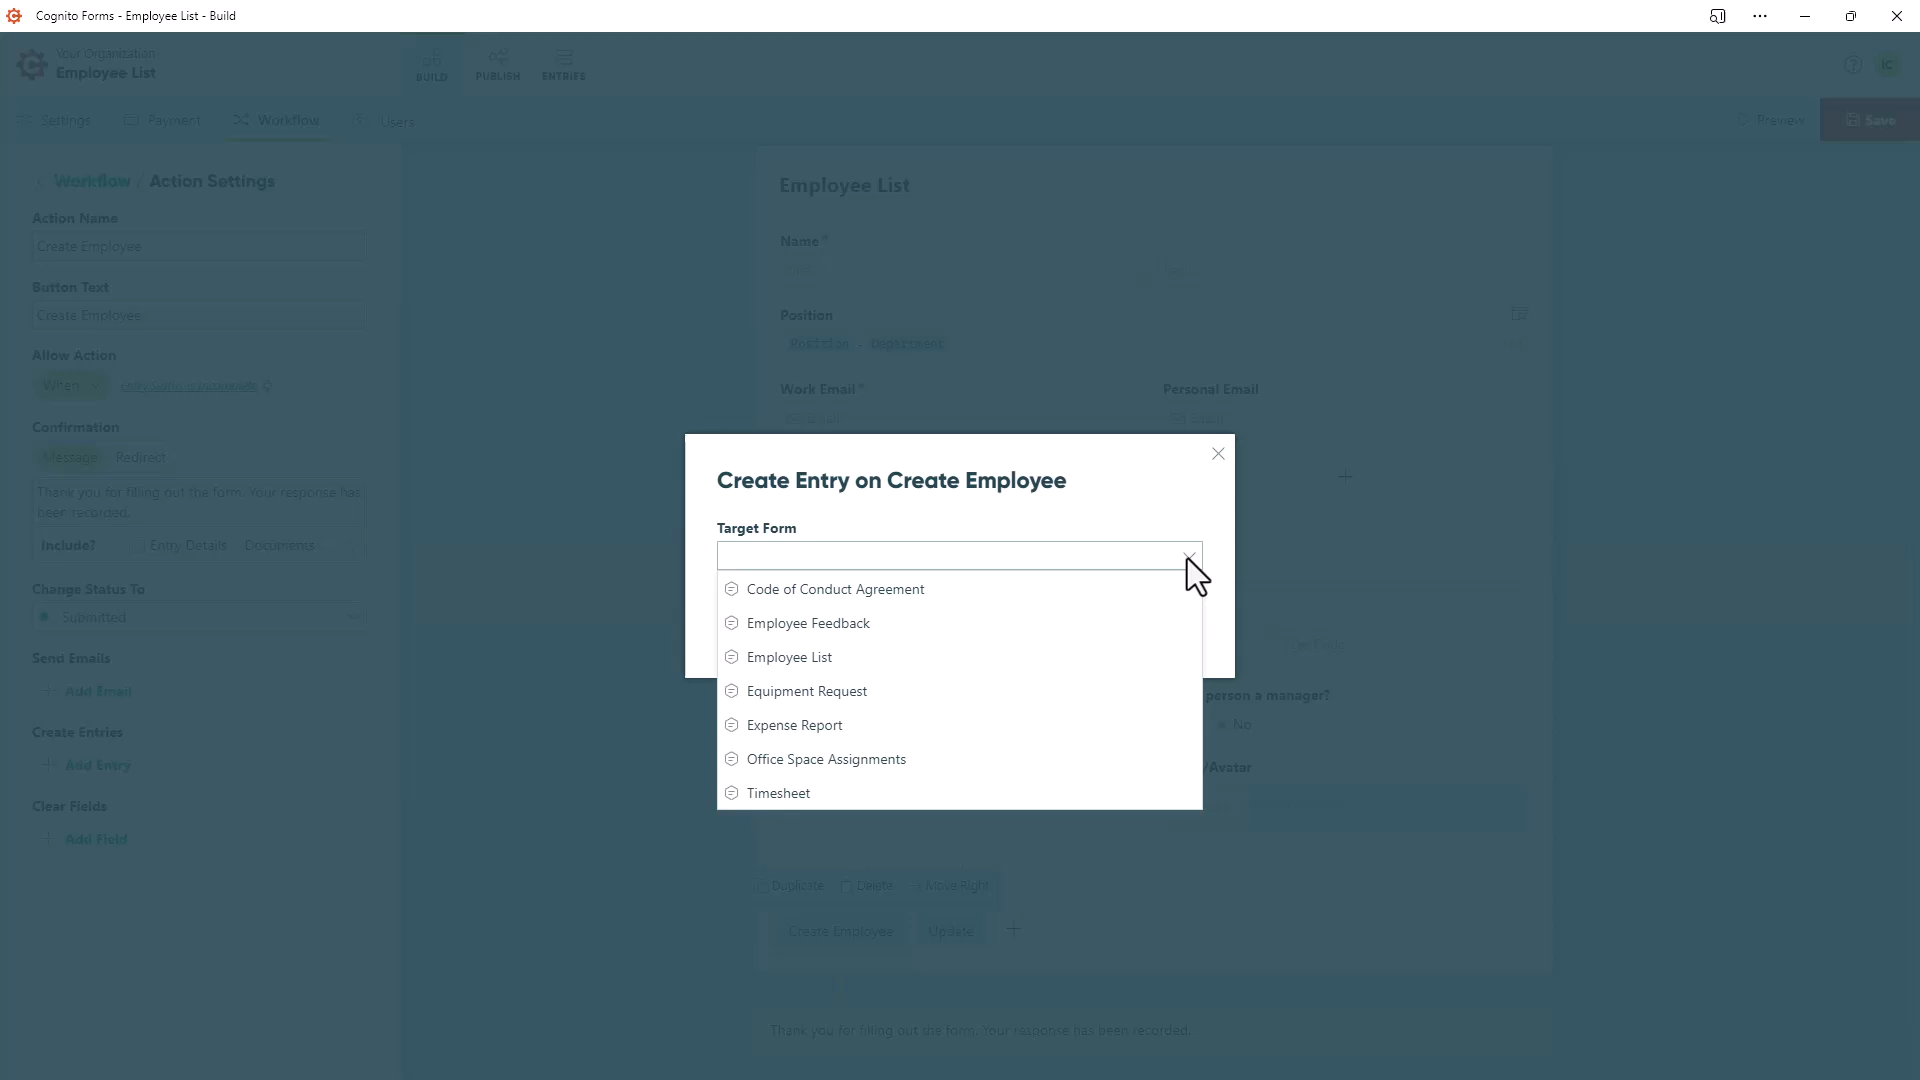 Cognito Forms - Employee List - Build
Your Organization
Employee List
BUILD
PUBLISH
ENTRIES
IC
Settings
Payment
Workflow
Users
Preview
Save
Workflow / Action Settings
Action Name
Create Employee
Button Text
Create Employee
Allow Action
When
Confirmation
Message
Redirect
Thank you for filling out the form. Your response has
been recorded.
Include?
Entry Details
Documents
Change Status To
Submitted
Send Emails
Add Email
Create Entries
Add Entry
Clear Fields
Add Field
Employee List
Name*
Position
Position - Department
Work Email*
Personal Email
Create Entry on Create Employee
Target Form
Code of Conduct Agreement
Employee Feedback
Employee List
Equipment Request
Expense Report
Office Space Assignments
Timesheet
person a manager?
No
/Avatar
Duplicate
Delete
Move Right
Create Employee
Update
Thank you for filling out the form. Your response has been recorded.